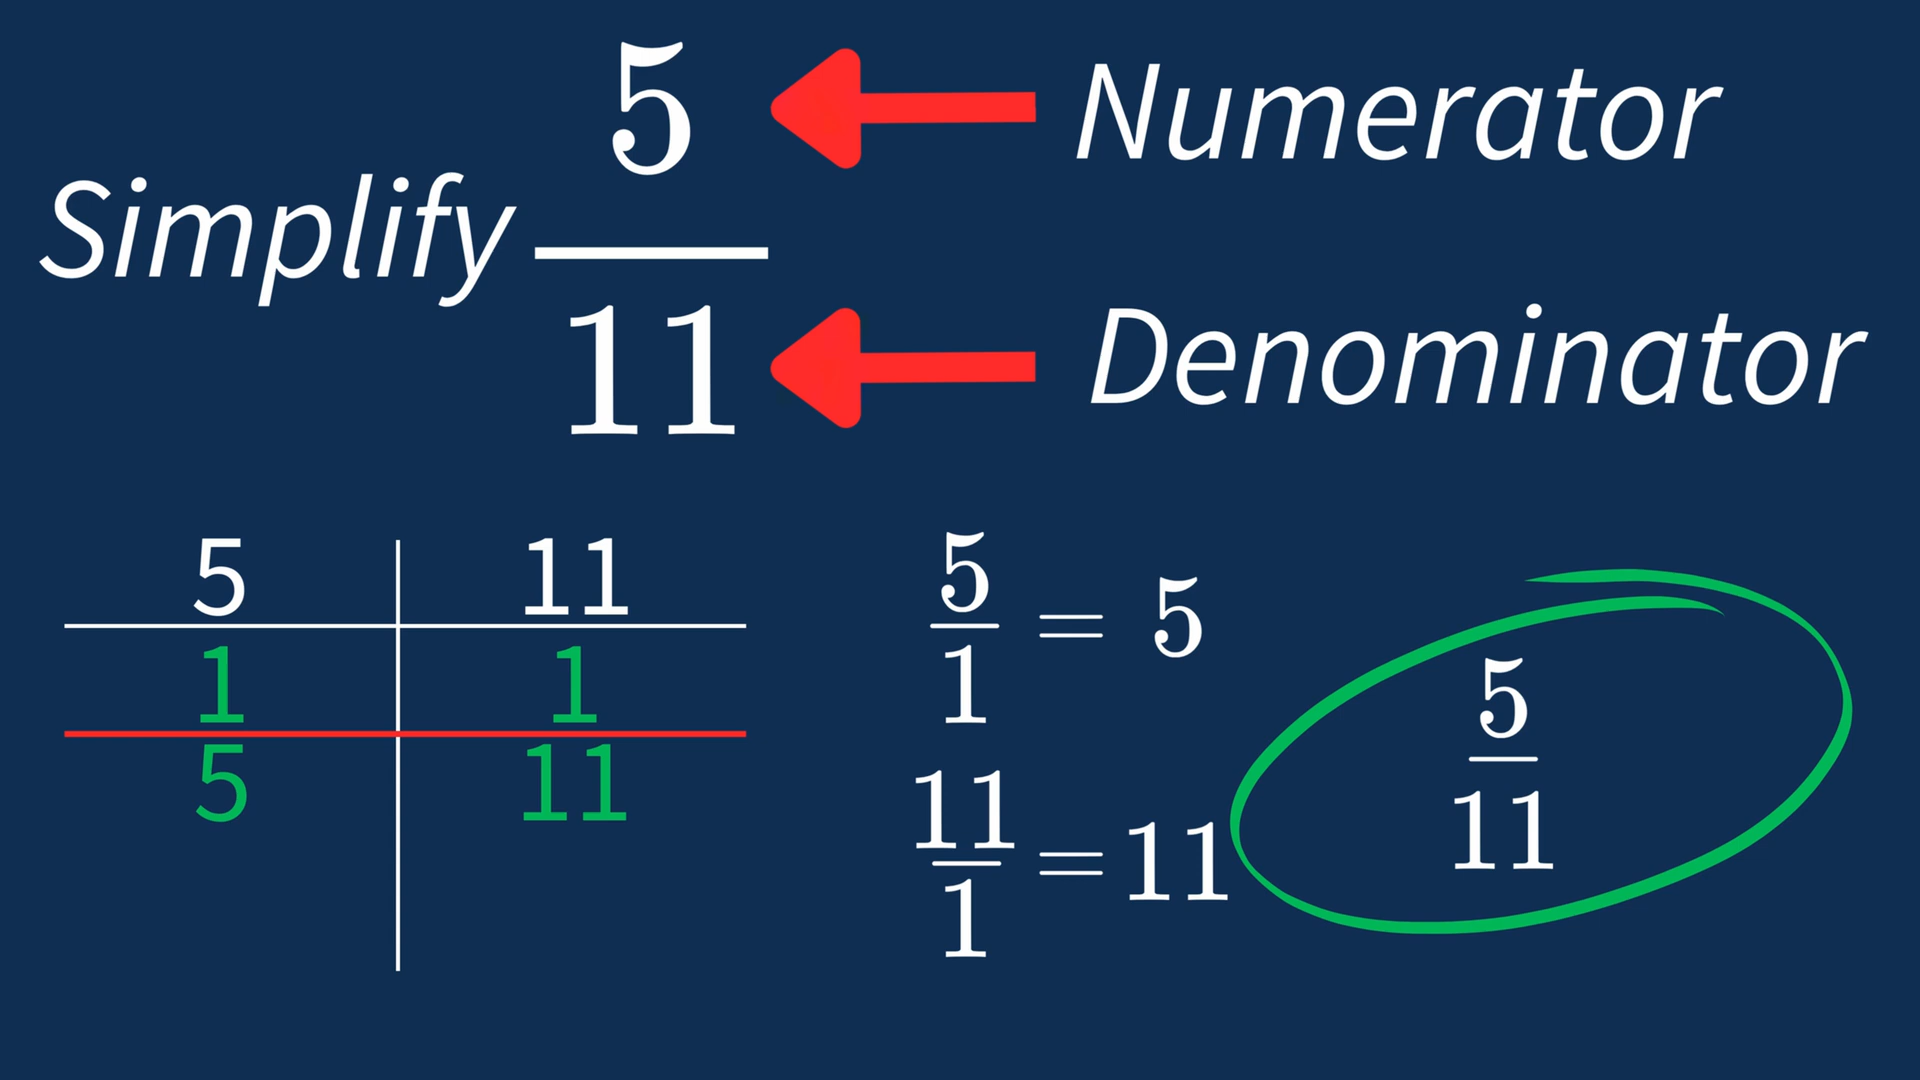 5 Numerator
Simplify
11 Denominator
5 11
1 1
5 11
5/1 = 5
11/1 = 11
5/11